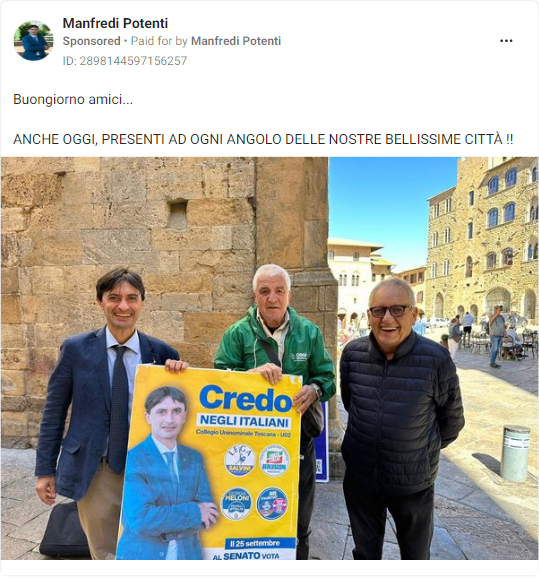 Manfredi Potenti
Sponsored • Paid for by Manfredi Potenti
ID: 2898144597156257
Buongiorno amici...
ANCHE OGGI, PRESENTI AD OGNI ANGOLO DELLE NOSTRE BELLISSIME CITTÀ !!
Credo
NEGLI ITALIANI
Collegio Uninominale Toscana - U02
LEGA
SALVINI
BERLUSCONI
MELONI
Il 25 settembre
AL SENATO VOTA